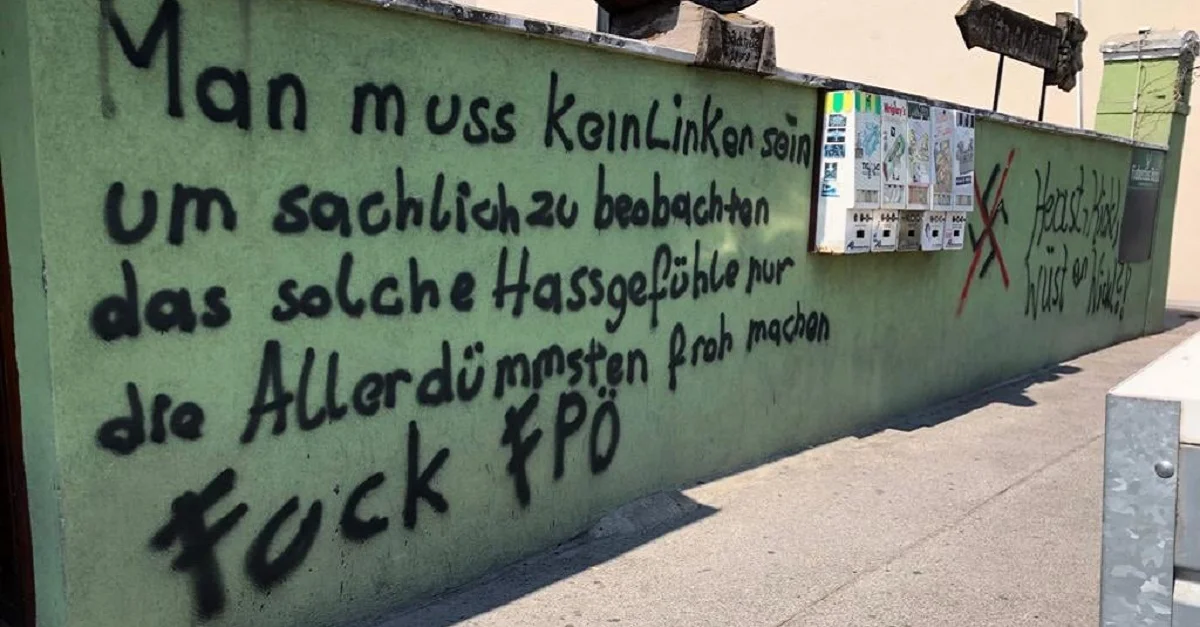 Man muss kein Linker sein
um sachlich zu beobachten
das solche Hassgefühle nur
die Allerdümmsten froh machen
Fuck FPÖ
Wrigley's